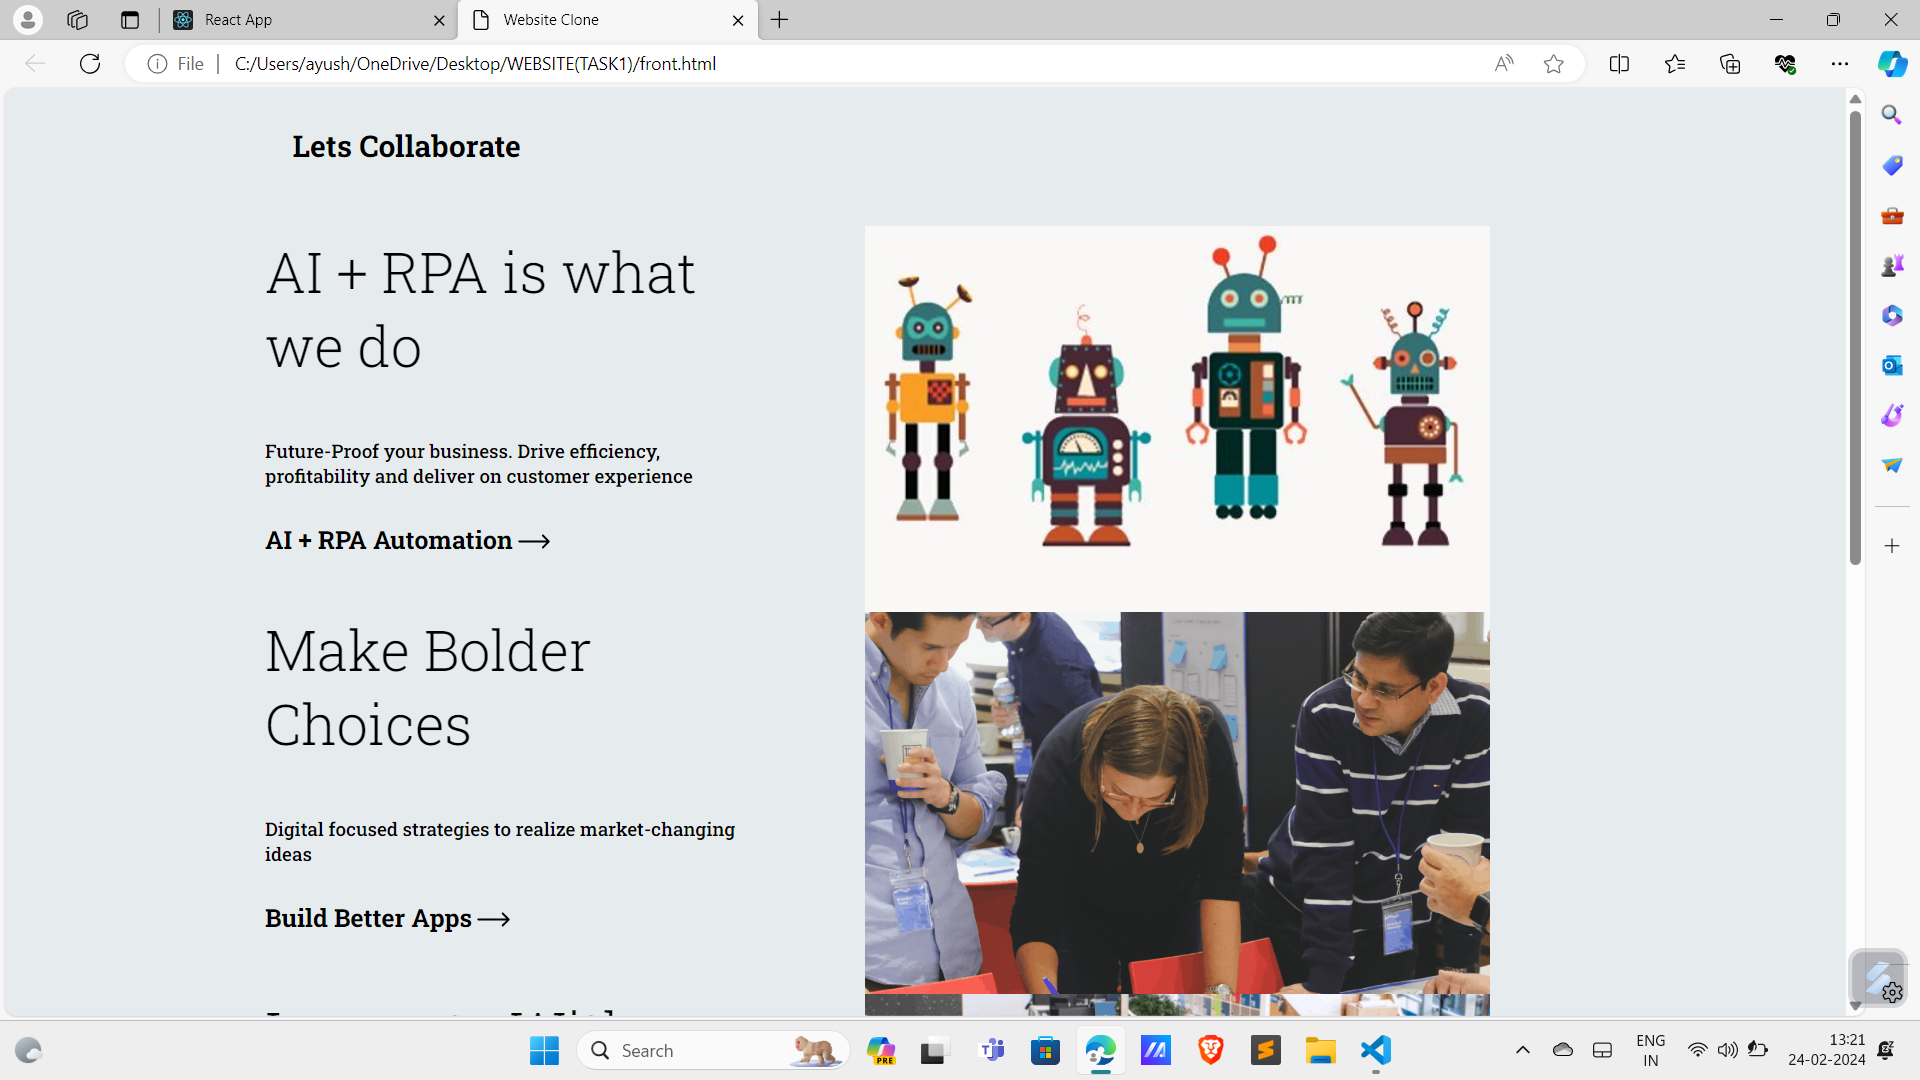 React App
Website Clone
File
C:/Users/ayush/OneDrive/Desktop/WEBSITE(TASK1)/front.html
Lets Collaborate
AI + RPA is what
we do
Future-Proof your business. Drive efficiency,
profitability and deliver on customer experience
AI + RPA Automation
Make Bolder
Choices
Digital focused strategies to realize market-changing
ideas
Build Better Apps
Search
PRE
ENG
IN
13:21
24-02-2024